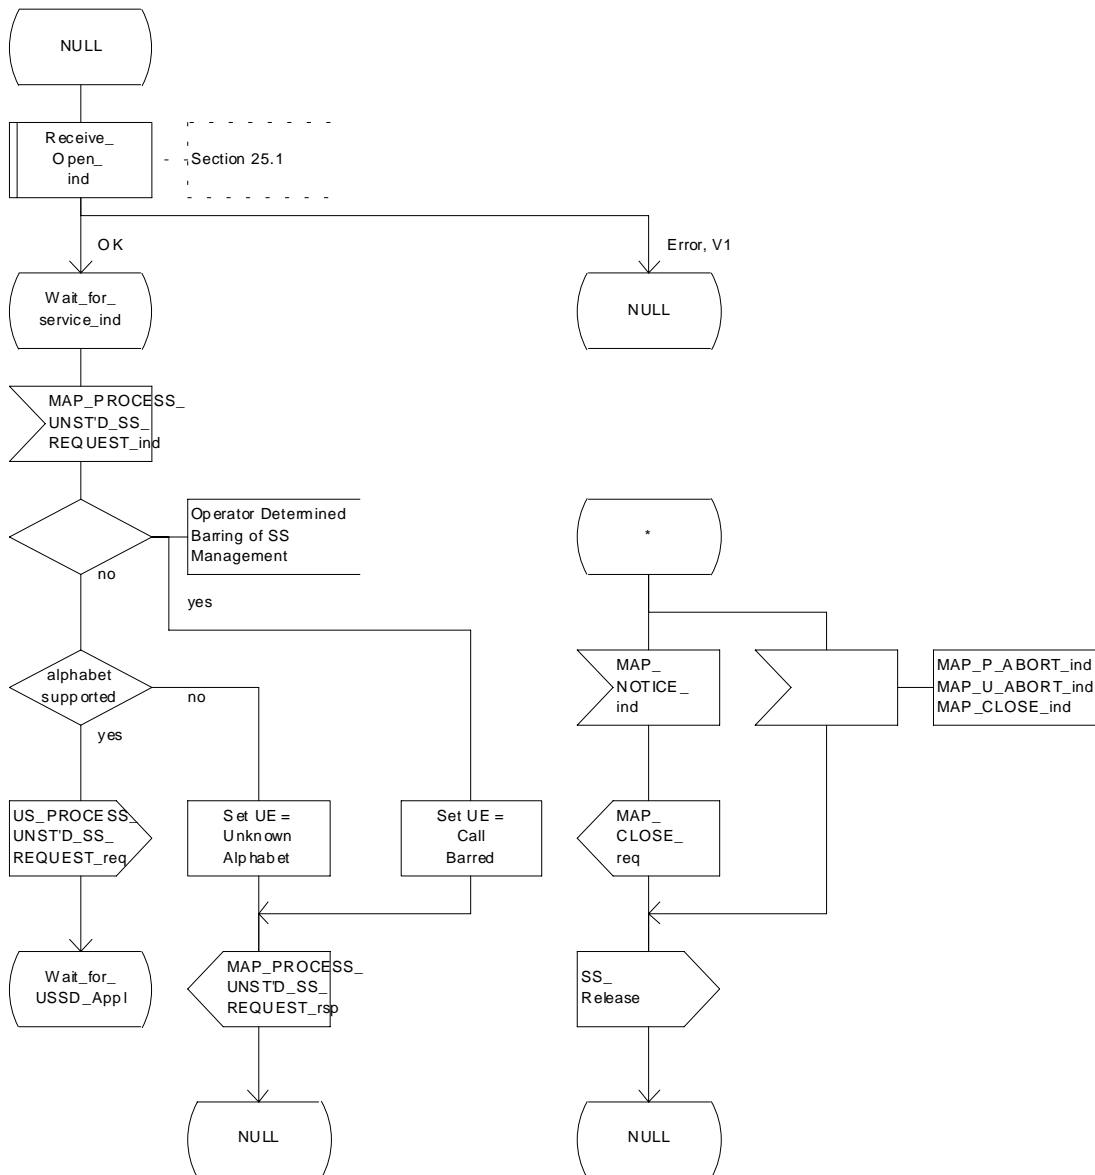 NULL
Receive_
Open_
ind
Section 25.1
OK
Error, V1
Wait_for_
service_ind
NULL
MAP_PROCESS_
UNST'D_SS_
REQUEST_ind
Operator Determined
Barring of SS
Management
no
yes
*
alphabet
supported
no
yes
MAP_
NOTICE_
ind
MAP_P_ABORT_ind
MAP_U_ABORT_ind
MAP_CLOSE_ind
US_PROCESS_
UNST'D_SS_
REQUEST_req
Set UE =
Unknown
Alphabet
Set UE =
Call
Barred
MAP_
CLOSE_
req
Wait_for_
USSD_Appl
MAP_PROCESS_
UNST'D_SS_
REQUEST_rsp
SS_
Release
NULL
NULL